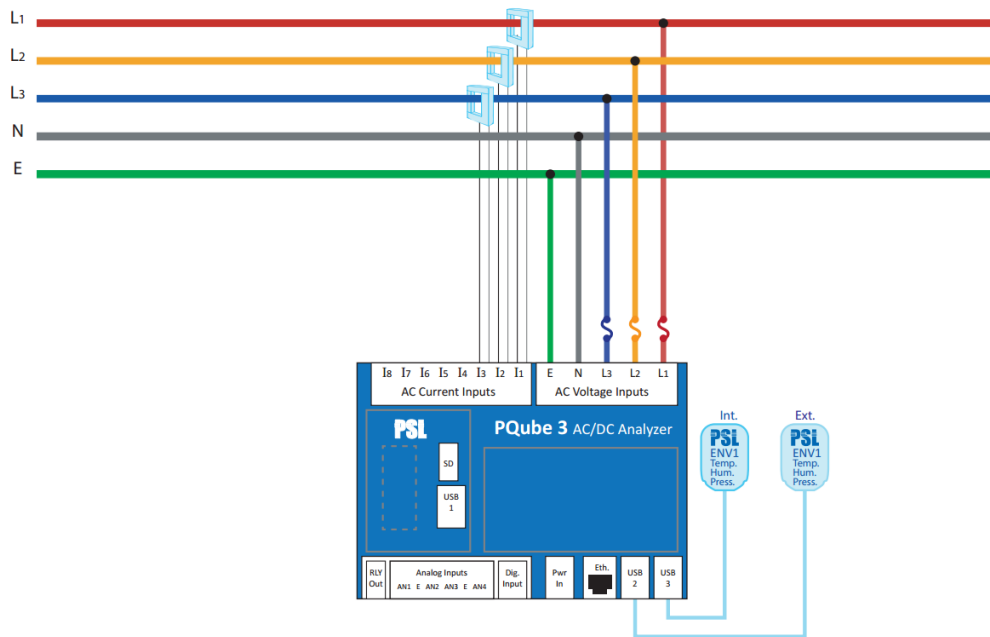 L1
L2
L3
N
E
I8 I7 I6 I5 I4 I3 I2 I1
AC Current Inputs
E N L3 L2 L1
AC Voltage Inputs
PSL
PQube 3 AC/DC Analyzer
SD
USB
1
Int.
PSL
ENV1
Temp.
Hum.
Press.
Ext.
PSL
ENV1
Temp.
Hum.
Press.
RLY
Out
Analog Inputs
AN1 E AN2 AN3 E AN4
Dig.
Input
Pwr
In
Eth.
USB
2
USB
3